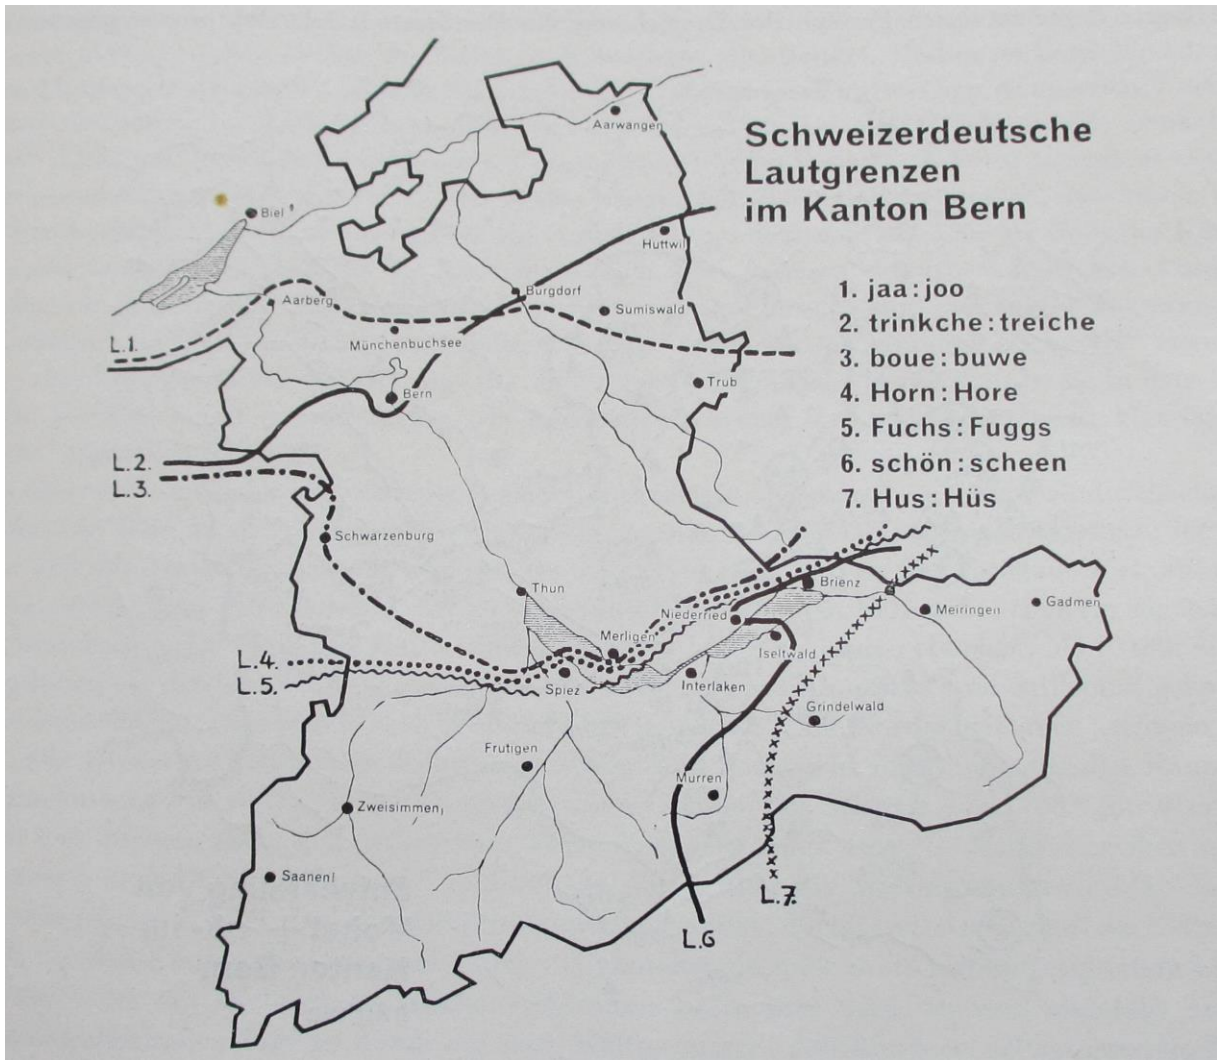 Schweizerdeutsche
Lautgrenzen
im Kanton Bern
1. jaa : joo
2. trinkche : treiche
3. boue : buwe
4. Horn : Hore
5. Fuchs : Fuggs
6. schön : scheen
7. Hus : Hüs
Aarwangen
Biel
Huttwil
Aarberg
Burgdorf
Sumiswald
L.1.
Münchenbuchsee
Trub
Bern
L.2.
L.3.
Schwarzenburg
Thun
Brienz
Niederried
Meiringen
Gadmen
Merligen
Iseltwald
L.4.
L.5.
Spiez
Interlaken
Grindelwald
Frutigen
Murren
Zweisimmen
Saanen
L.7.
L.6